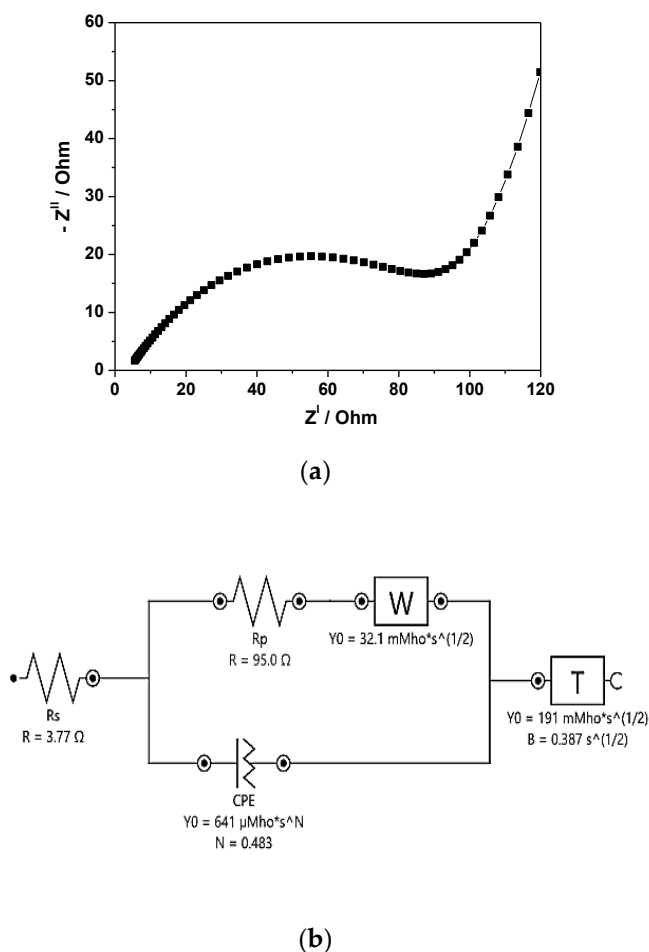 60
50
40
30
20
10
0
- Z^II / Ohm
0 20 40 60 80 100 120
Z^I / Ohm
(a)
W
Rp
R = 95.0 Ω
Y0 = 32.1 mMho*s^(1/2)
T
Rs
R = 3.77 Ω
Y0 = 191 mMho*s^(1/2)
B = 0.387 s^(1/2)
CPE
Y0 = 641 µMho*s^N
N = 0.483
(b)